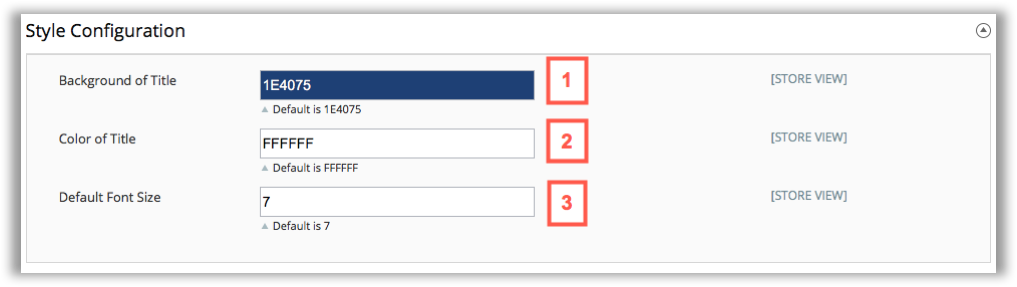 Style Configuration
Background of Title 1E4075 1 [STORE VIEW]
Default is 1E4075
Color of Title FFFFFF 2 [STORE VIEW]
Default is FFFFFF
Default Font Size 7 3 [STORE VIEW]
Default is 7